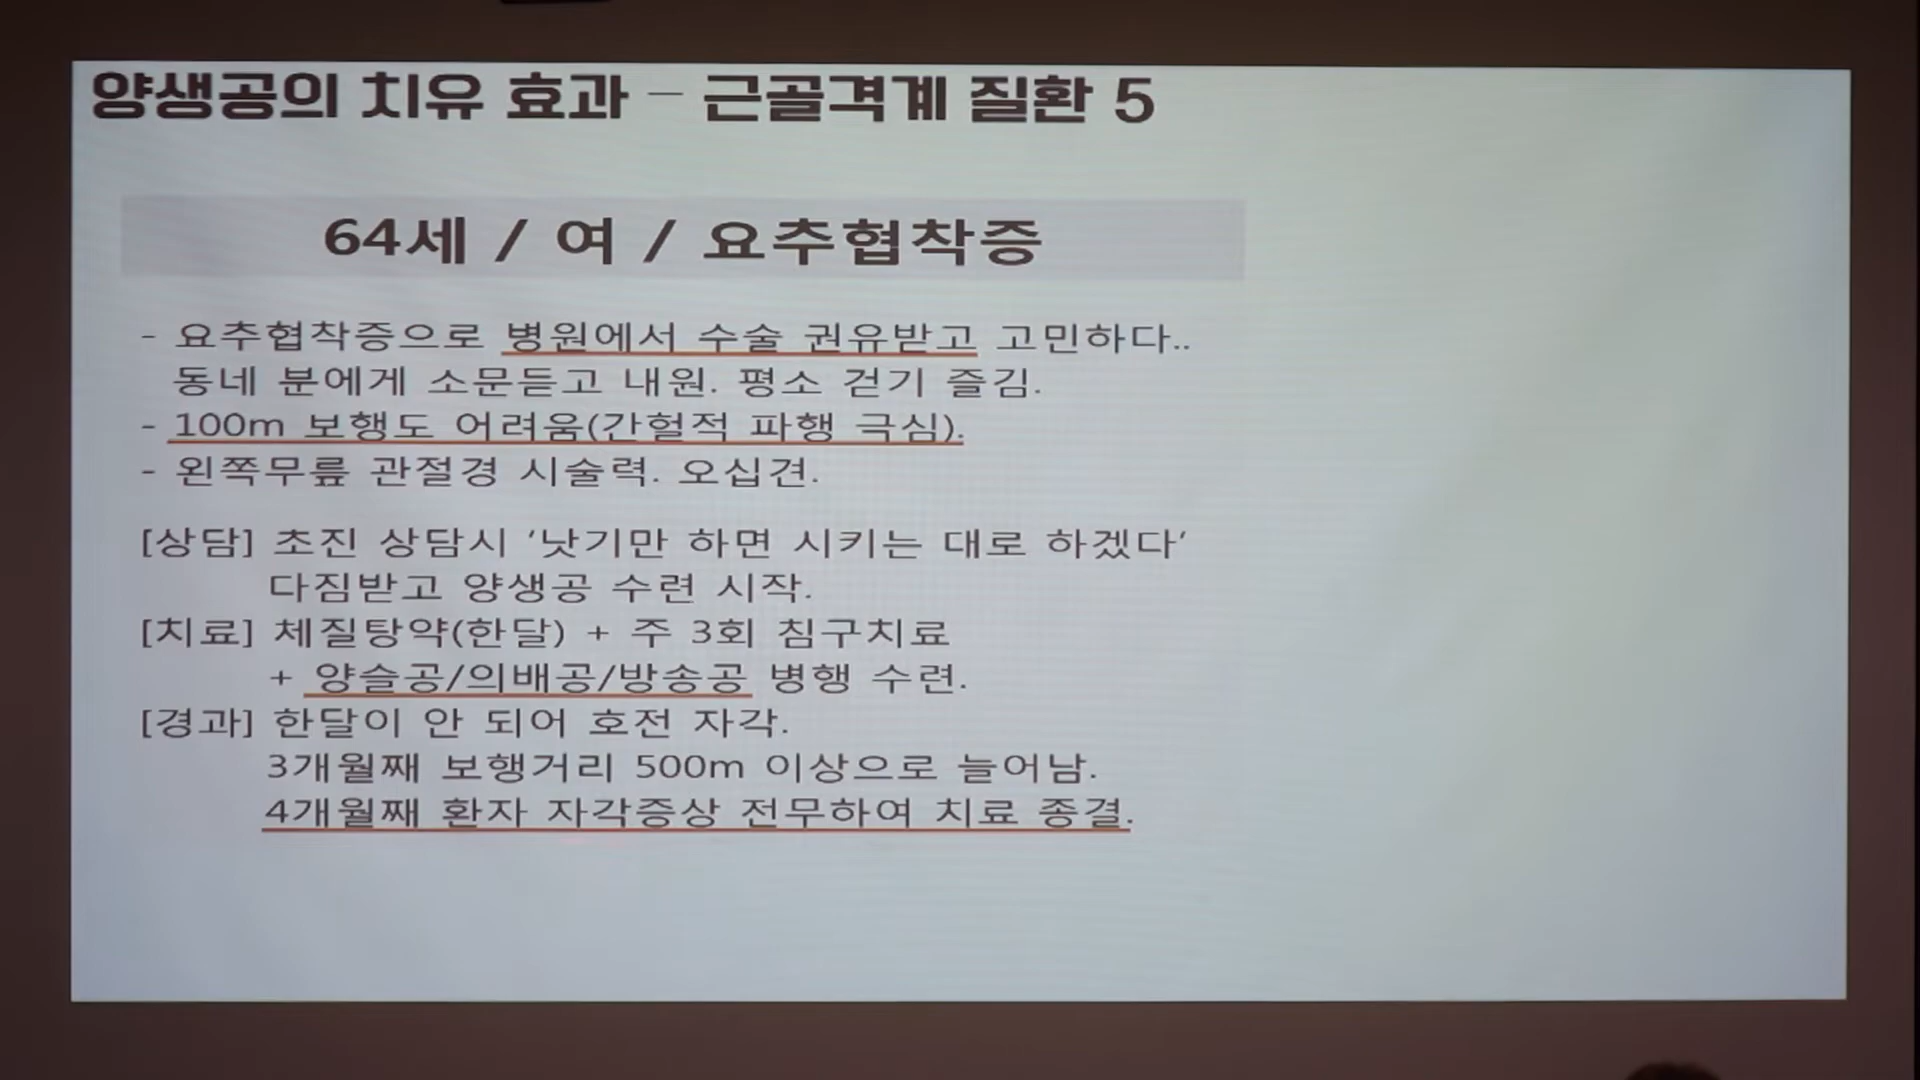 양생공의 치유 효과 – 근골격계 질환 5
64세 / 여 / 요추협착증
- 요추협착증으로 병원에서 수술 권유받고 고민하다..
동네 분에게 소문듣고 내원. 평소 걷기 즐김.
- 100m 보행도 어려움(간헐적 파행 극심).
- 왼쪽무릎 관절경 시술력. 오십견.
[상담] 초진 상담시 '낫기만 하면 시키는 대로 하겠다'
다짐받고 양생공 수련 시작.
[치료] 체질탕약(한달) + 주 3회 침구치료
+ 양슬공/의배공/방송공 병행 수련.
[경과] 한달이 안 되어 호전 자각.
3개월째 보행거리 500m 이상으로 늘어남.
4개월째 환자 자각증상 전무하여 치료 종결.